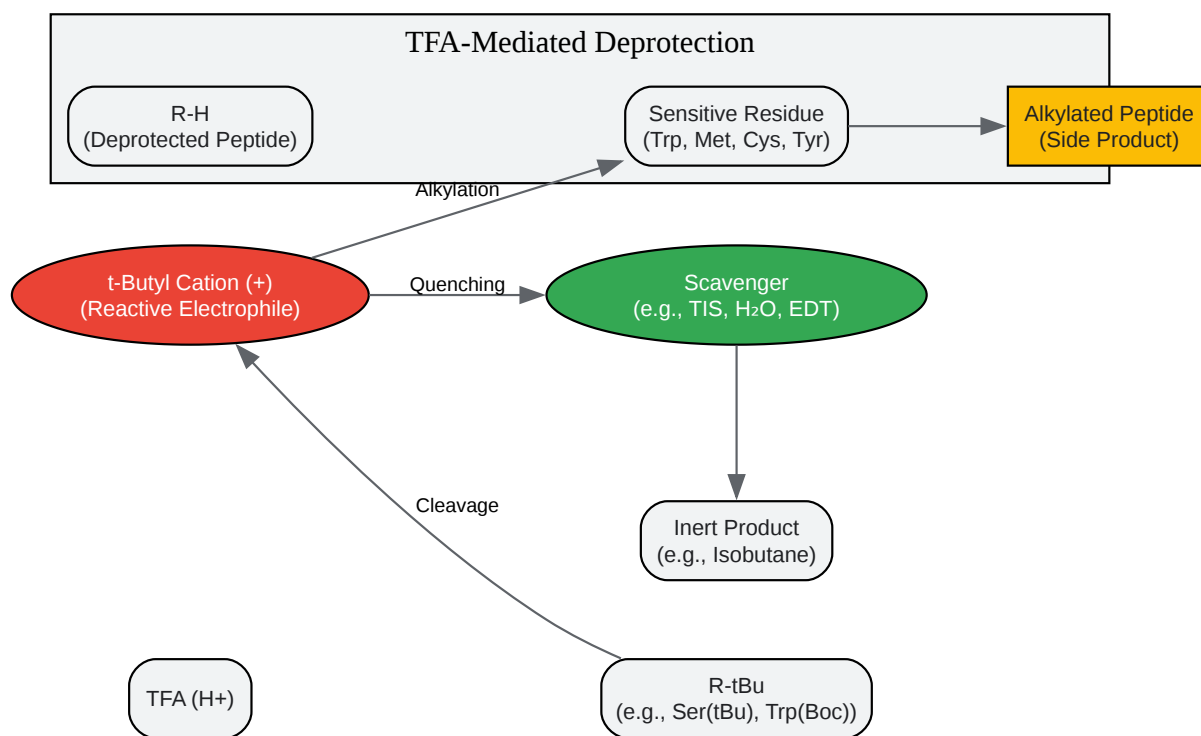 TFA-Mediated Deprotection
R-H
(Deprotected Peptide)
Sensitive Residue
(Trp, Met, Cys, Tyr)
Alkylated Peptide
(Side Product)
Alkylation
t-Butyl Cation (+)
(Reactive Electrophile)
Quenching
Scavenger
(e.g., TIS, H₂O, EDT)
Cleavage
Inert Product
(e.g., Isobutane)
TFA (H+)
R-tBu
(e.g., Ser(tBu), Trp(Boc))